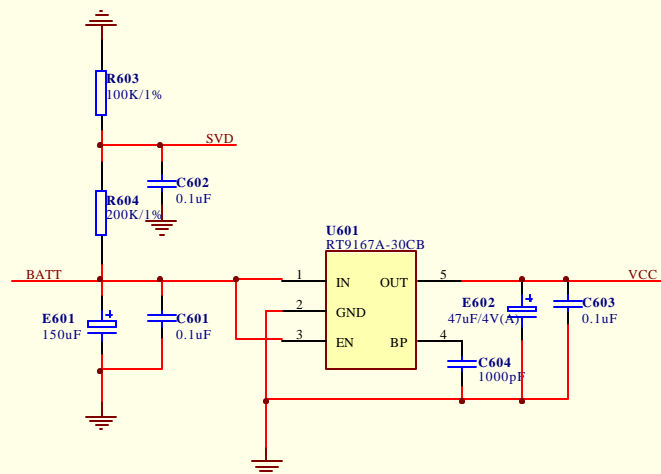 R603
100K/1%
SVD
C602
0.1uF
R604
200K/1%
U601
RT9167A-30CB
BATT
1
IN
OUT
5
VCC
2
GND
E601
150uF
C601
0.1uF
3
EN
BP
4
E602
47uF/4V(A)
C603
0.1uF
C604
1000pF